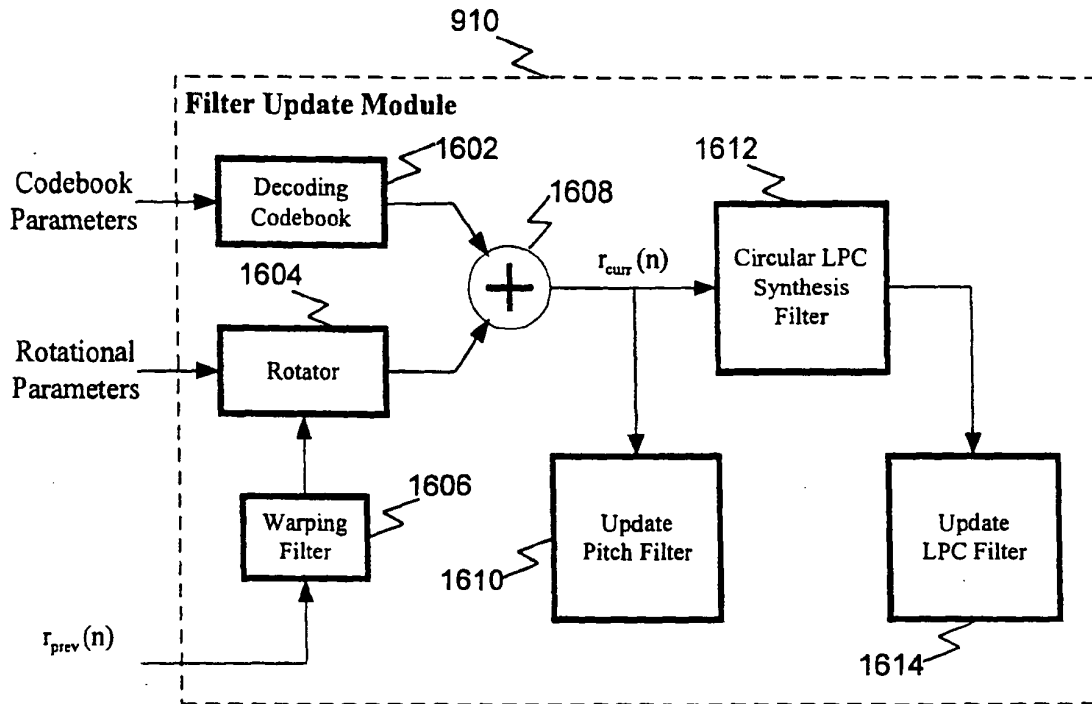 910
Filter Update Module
1602
1612
Codebook
Parameters
Decoding
Codebook
1608
Circular LPC
Synthesis
Filter
r_curr(n)
1604
Rotational
Parameters
Rotator
1606
Warping
Filter
Update
Pitch Filter
1610
Update
LPC Filter
1614
r_prev(n)